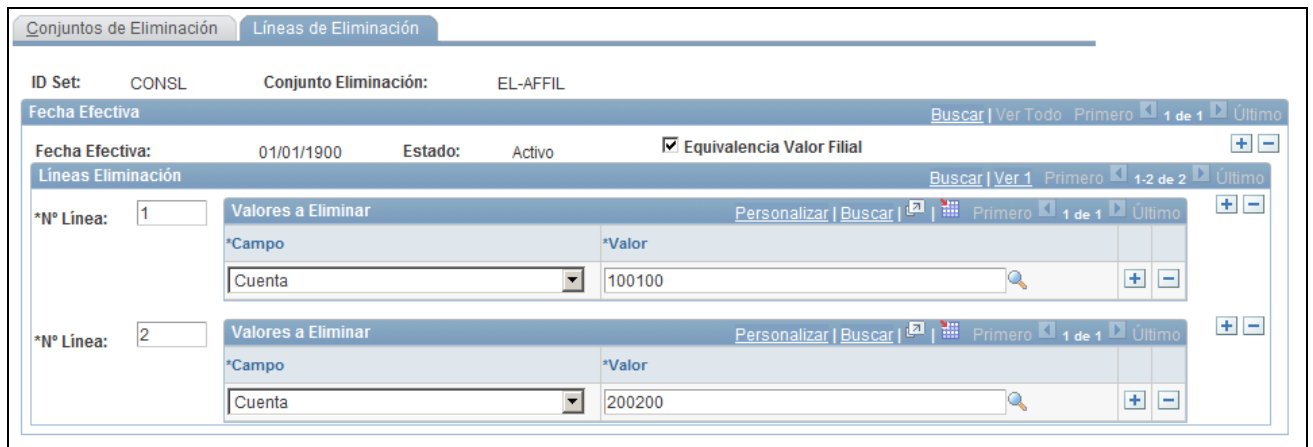 Conjuntos de Eliminación Líneas de Eliminación
ID Set: CONSL Conjunto Eliminación: EL-AFFIL
Fecha Efectiva Buscar | Ver Todo Primero 1 de 1 Último
Fecha Efectiva: 01/01/1900 Estado: Activo Equivalencia Valor Filial
Líneas Eliminación Buscar | Ver 1 Primero 1-2 de 2 Último
*Nº Línea: 1 Valores a Eliminar Personalizar | Buscar | | Primero 1 de 1 Último
*Campo *Valor
Cuenta 100100
*Nº Línea: 2 Valores a Eliminar Personalizar | Buscar | | Primero 1 de 1 Último
*Campo *Valor
Cuenta 200200